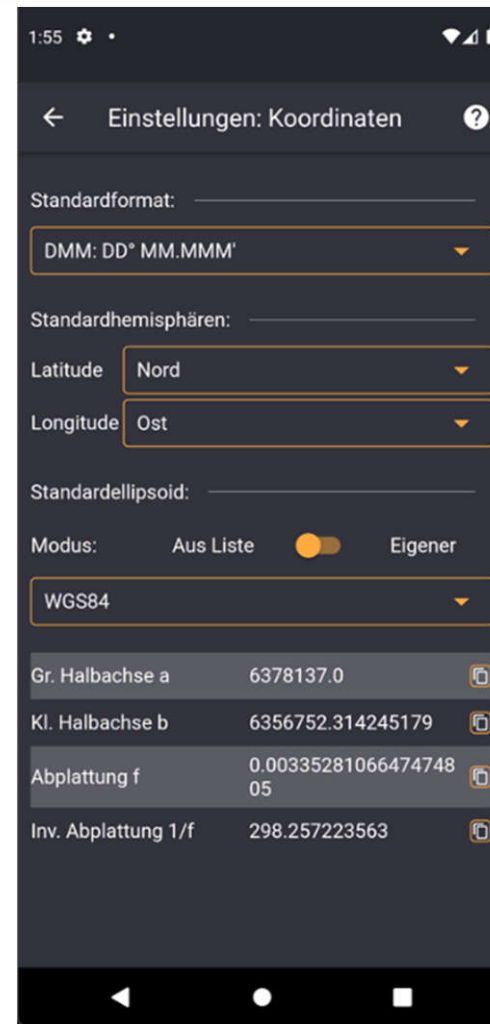 1:55
Einstellungen: Koordinaten
Standardformat:
DMM: DD° MM.MMM'
Standardhemisphären:
Latitude Nord
Longitude Ost
Standardellipsoid:
Modus: Aus Liste Eigener
WGS84
Gr. Halbachse a 6378137.0
Kl. Halbachse b 6356752.314245179
Abplattung f 0.00335281066474748
05
Inv. Abplattung 1/f 298.257223563